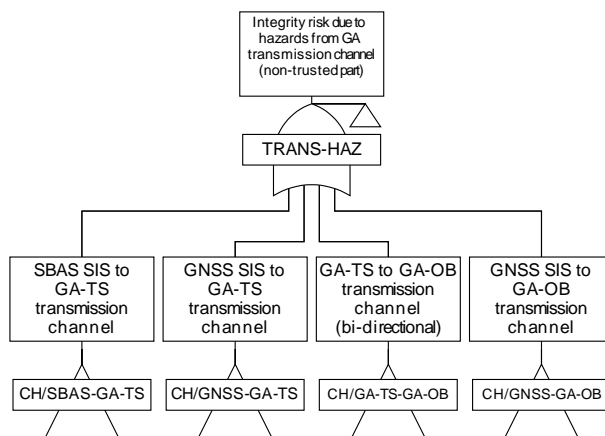 Integrity risk due to
hazards from GA
transmission channel
(non-trusted part)
TRANS-HAZ
SBAS SIS to
GA-TS
transmission
channel
GNSS SIS to
GA-TS
transmission
channel
GA-TS to GA-OB
transmission
channel
(bi-directional)
GNSS SIS to
GA-OB
transmission
channel
CH/SBAS-GA-TS
CH/GNSS-GA-TS
CH/GA-TS-GA-OB
CH/GNSS-GA-OB